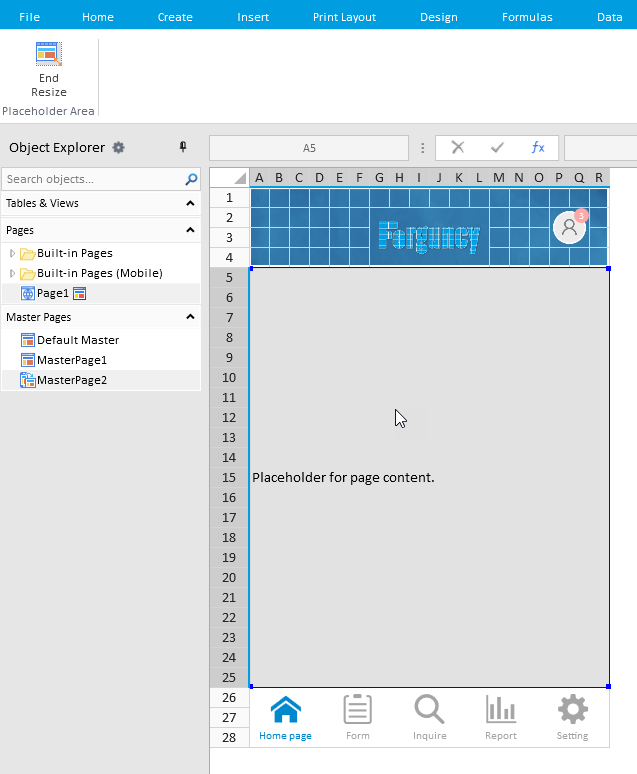 File Home Create Insert Print Layout Design Formulas Data
End
Resize
Placeholder Area
Object Explorer
A5
fx
Search objects...
A B C D E F G H I J K L M N O P Q R
Tables & Views
1
2
3
Pages
3
Forguncy
4
Built-in Pages
5
Built-in Pages (Mobile)
6
Page1
7
Master Pages
8
Default Master
9
MasterPage1
10
MasterPage2
11
12
13
14
15
Placeholder for page content.
16
17
18
19
20
21
22
23
24
25
26
27
28
Home page Form Inquire Report Setting